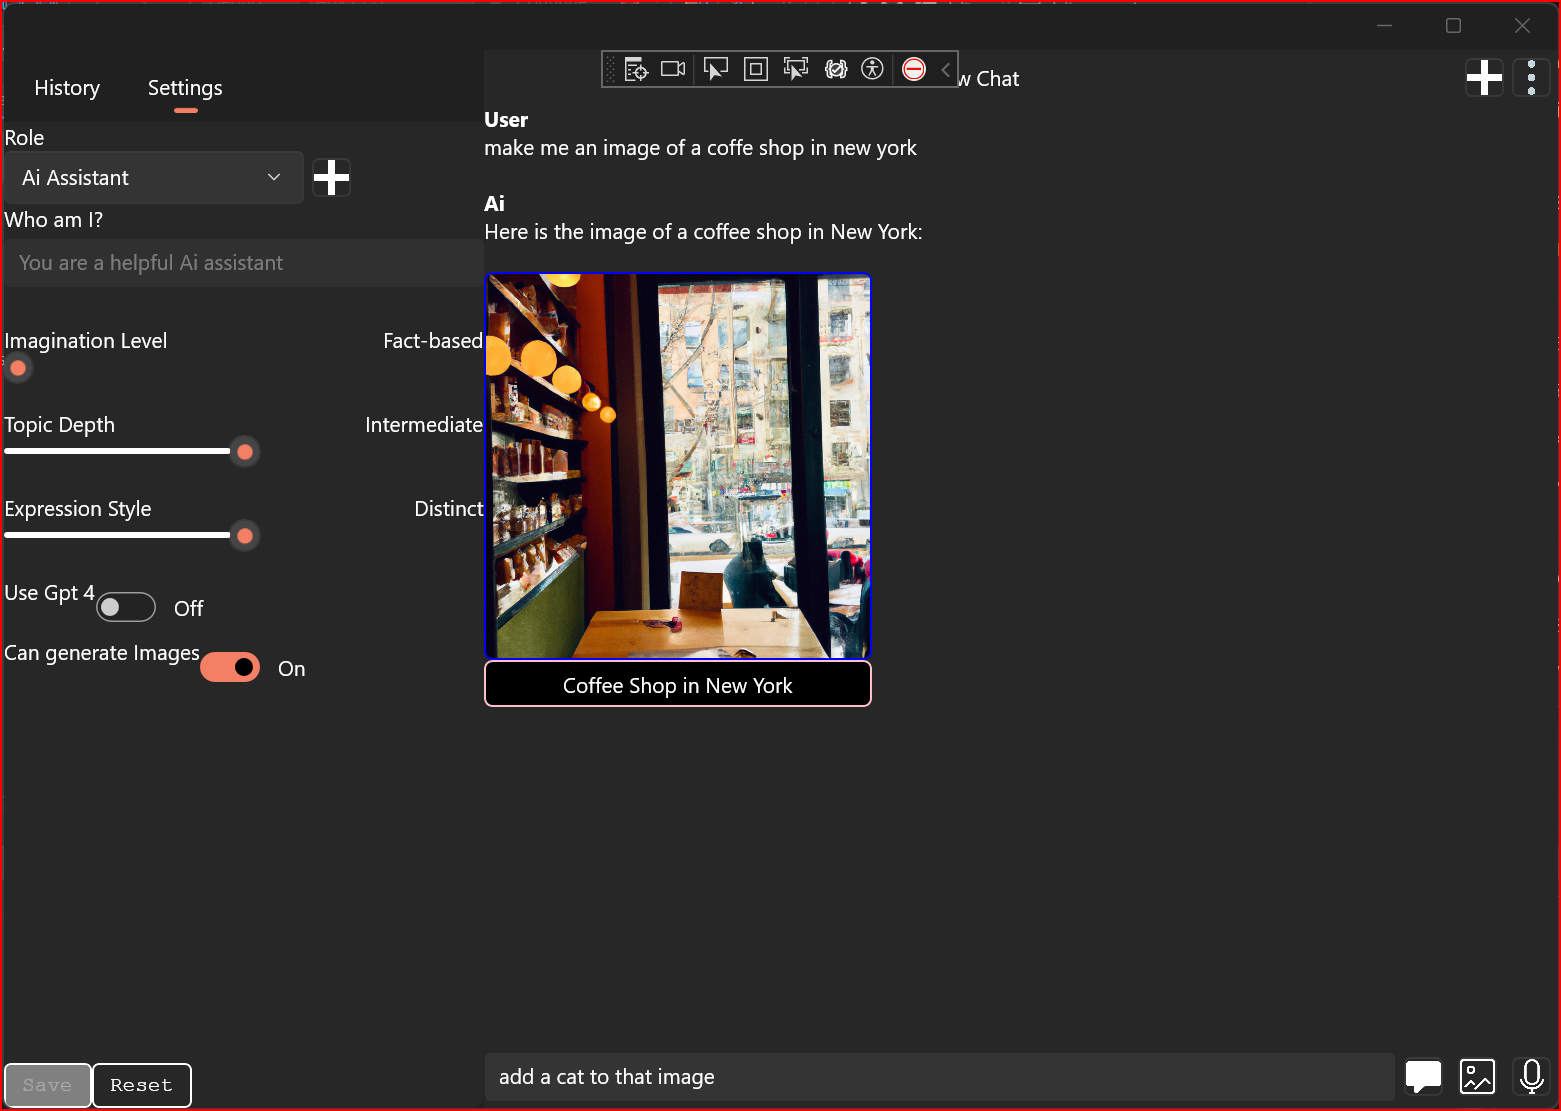 History
Settings
Role
Ai Assistant
Who am I?
You are a helpful Ai assistant
Imagination Level
Fact-based
Topic Depth
Intermediate
Expression Style
Distinct
Use Gpt 4
Off
Can generate Images
On
Save
Reset
w Chat
User
make me an image of a coffe shop in new york
Ai
Here is the image of a coffee shop in New York:
Coffee Shop in New York
add a cat to that image